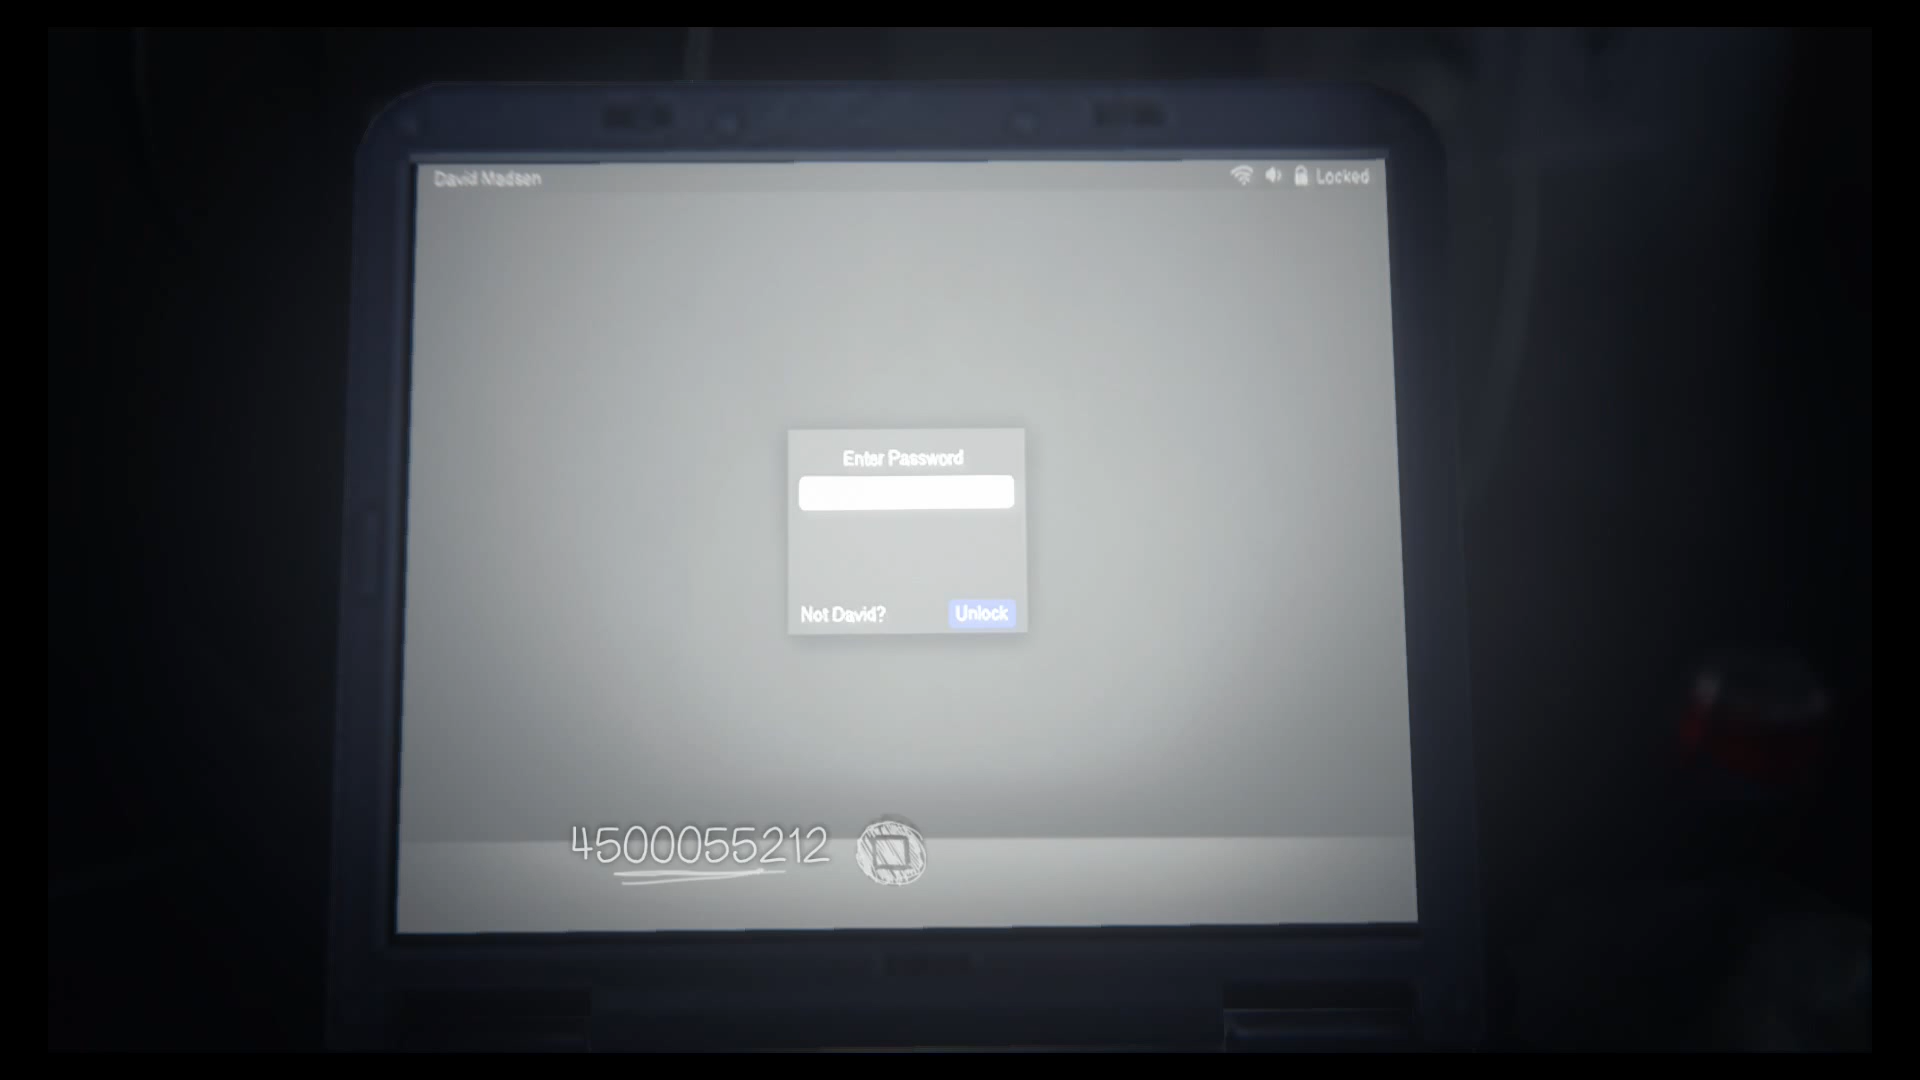 David Madsen
Locked
Enter Password
Not David?
Unlock
4500055212